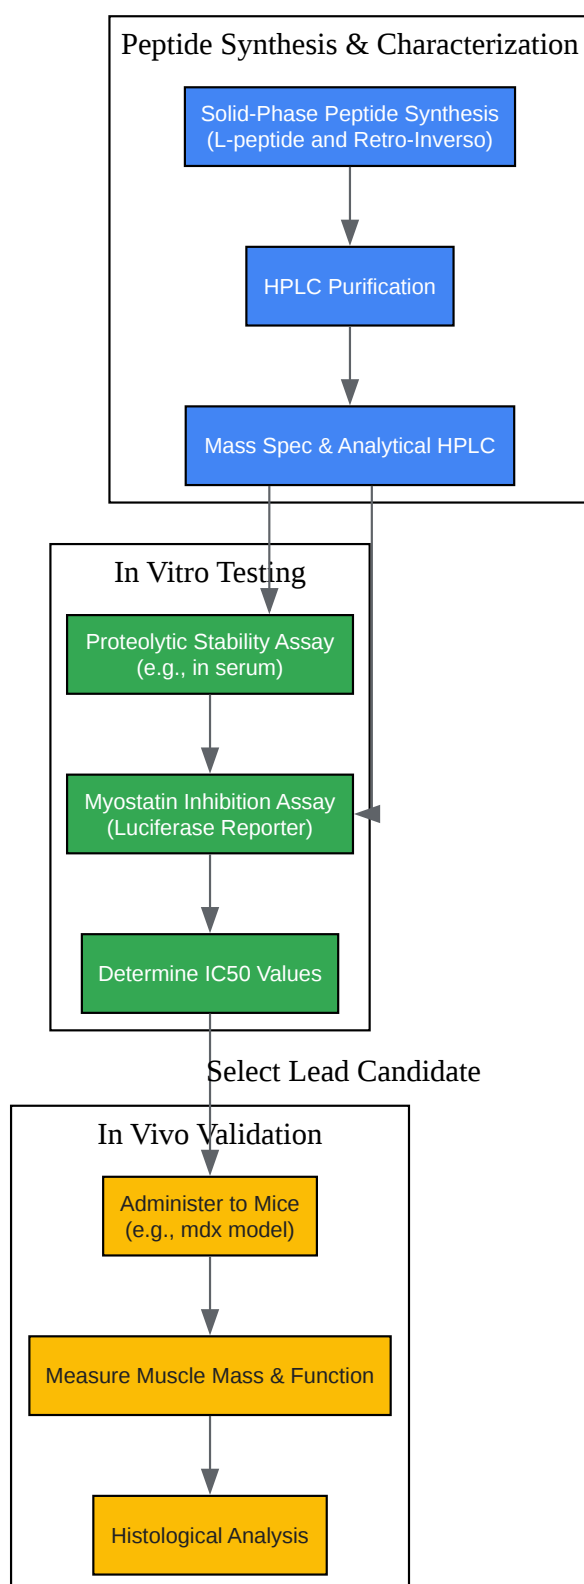 Peptide Synthesis & Characterization
Solid-Phase Peptide Synthesis
(L-peptide and Retro-Inverso)
HPLC Purification
Mass Spec & Analytical HPLC
In Vitro Testing
Proteolytic Stability Assay
(e.g., in serum)
Myostatin Inhibition Assay
(Luciferase Reporter)
Determine IC50 Values
Select Lead Candidate
In Vivo Validation
Administer to Mice
(e.g., mdx model)
Measure Muscle Mass & Function
Histological Analysis